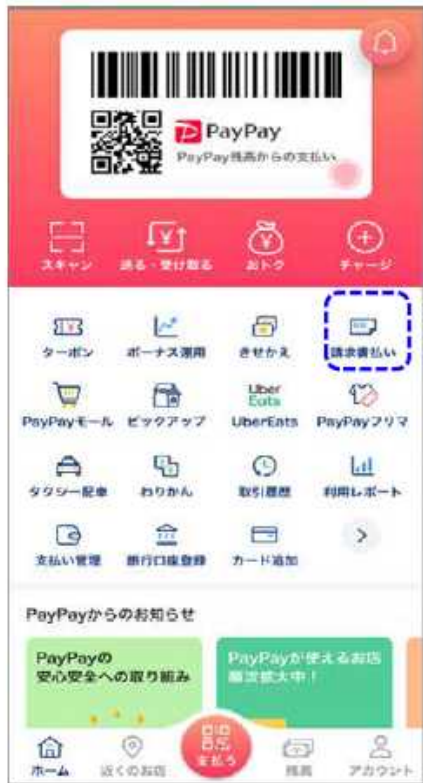 PayPay
PayPay残高からの支払い
スキャン
送る・受け取る
おトク
チャージ
クーポン
ボーナス運用
きせかえ
請求書払い
PayPayモール
ピックアップ
Uber Eats
UberEats
PayPayフリマ
タクシー配車
わりかん
取引履歴
利用レポート
支払い管理
銀行口座登録
カード追加
PayPayからのお知らせ
PayPayの
安心安全への取り組み
PayPayが使えるお店
順次拡大中！
ホーム
近くのお店
支払う
残高
アカウント